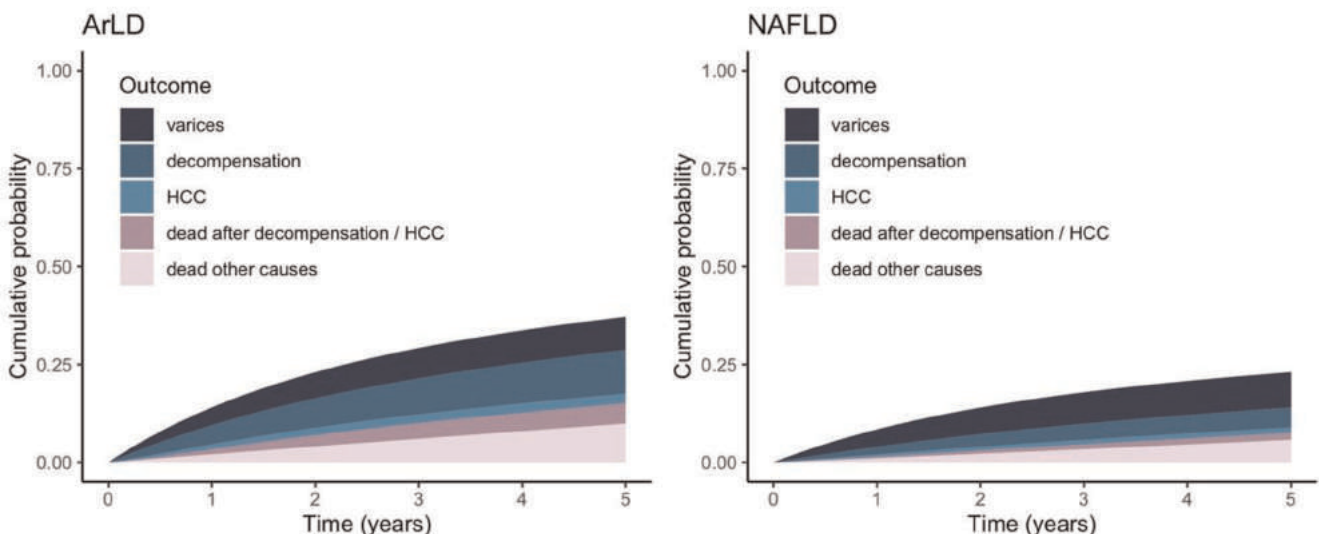 ArLD
1.00
0.75
0.50
0.25
0.00
Cumulative probability
Outcome
varices
decompensation
HCC
dead after decompensation / HCC
dead other causes
0 1 2 3 4 5
Time (years)
NAFLD
1.00
0.75
0.50
0.25
0.00
Cumulative probability
Outcome
varices
decompensation
HCC
dead after decompensation / HCC
dead other causes
0 1 2 3 4 5
Time (years)